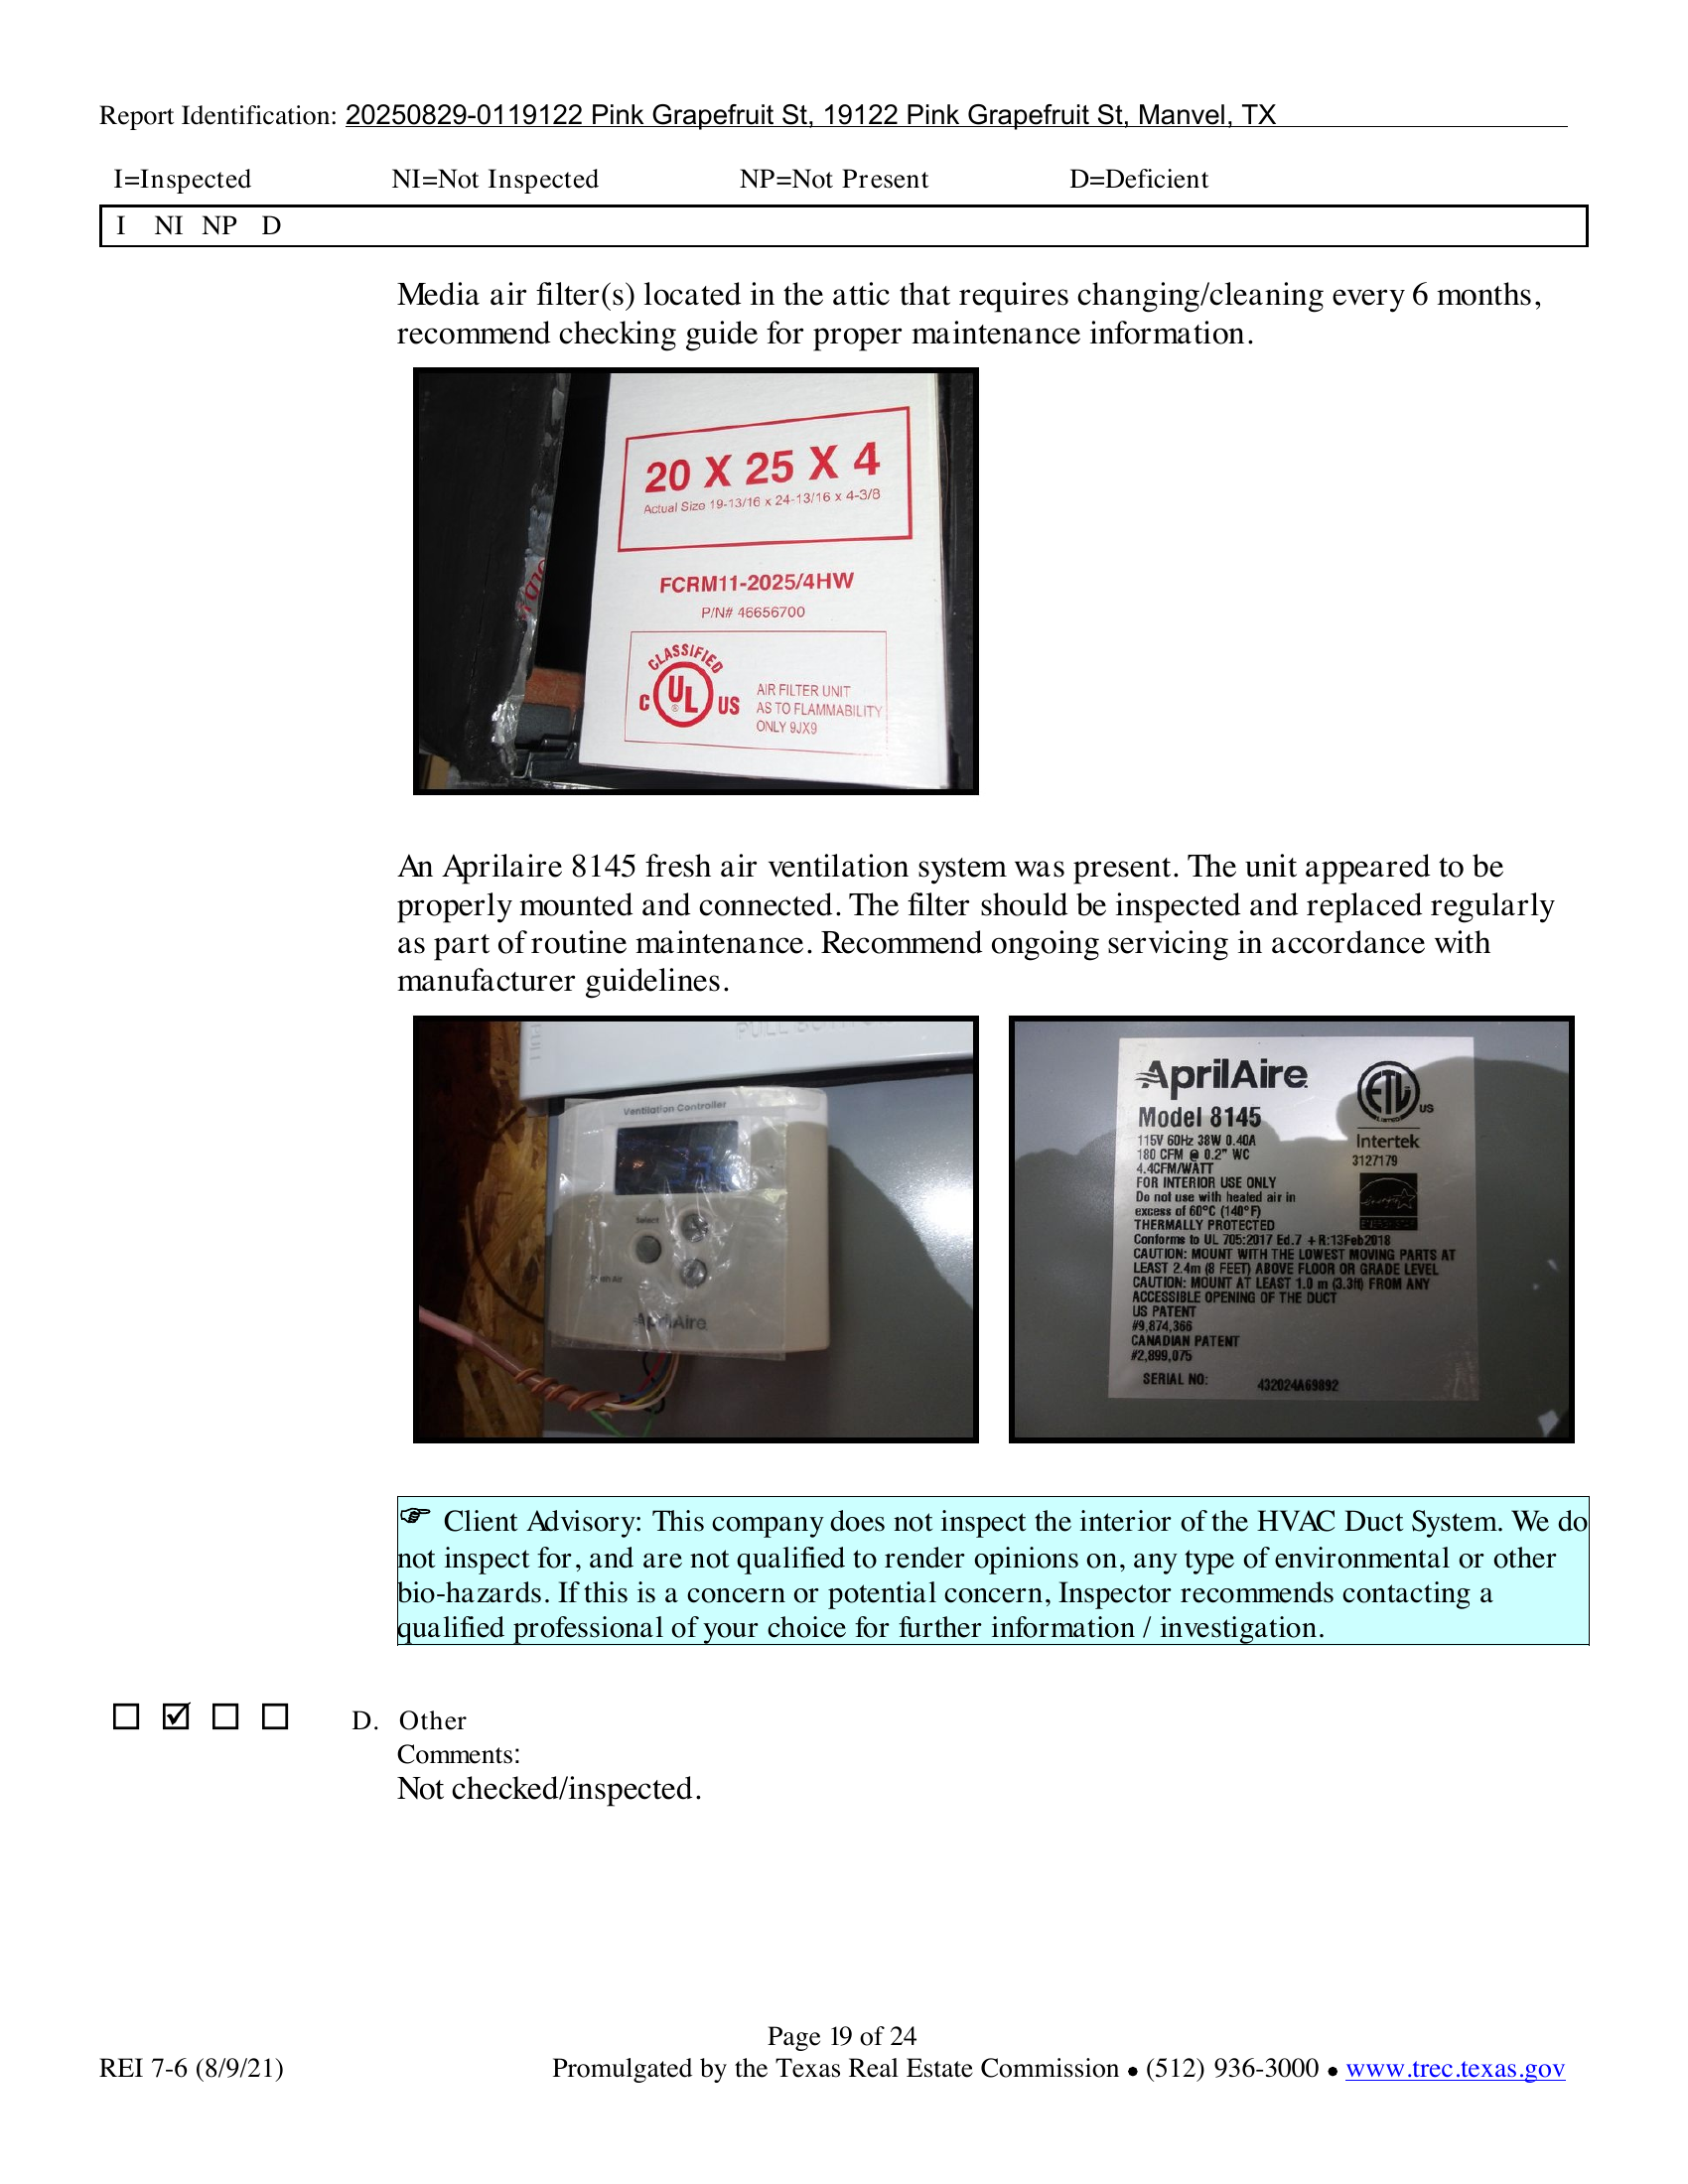 Report Identification: 20250829-0119122 Pink Grapefruit St, 19122 Pink Grapefruit St, Manvel, TX
I=Inspected NI=Not Inspected NP=Not Present D=Deficient
I NI NP D
Media air filter(s) located in the attic that requires changing/cleaning every 6 months,
recommend checking guide for proper maintenance information.
20 X 25 X 4
Actual Size 19-13/16 x 24-13/16 x 4-3/8
FCRM11-2025/4HW
P/N# 46656700
CLASSIFIED
C UL US
®
AIR FILTER UNIT
AS TO FLAMMABILITY
ONLY 9JX9
An Aprilaire 8145 fresh air ventilation system was present. The unit appeared to be
properly mounted and connected. The filter should be inspected and replaced regularly
as part of routine maintenance. Recommend ongoing servicing in accordance with
manufacturer guidelines.
Ventilation Controller
Select
Fresh Air
AprilAire
AprilAire
Model 8145
115V 60Hz 38W 0.40A
180 CFM @ 0.2" WC
4.4CFM/WATT
FOR INTERIOR USE ONLY
Do not use with heated air in
excess of 60°C (140°F)
THERMALLY PROTECTED
Conforms to UL 705:2017 Ed.7 + R:13Feb2018
CAUTION: MOUNT WITH THE LOWEST MOVING PARTS AT
LEAST 2.4m (8 FEET) ABOVE FLOOR OR GRADE LEVEL
CAUTION: MOUNT AT LEAST 1.0 m (3.3ft) FROM ANY
ACCESSIBLE OPENING OF THE DUCT
US PATENT
#9,874,366
CANADIAN PATENT
#2,899,075
SERIAL NO: 432024A69892
ETL US
LISTED
Intertek
3127179
energy
ENERGY STAR
☞ Client Advisory: This company does not inspect the interior of the HVAC Duct System. We do
not inspect for, and are not qualified to render opinions on, any type of environmental or other
bio-hazards. If this is a concern or potential concern, Inspector recommends contacting a
qualified professional of your choice for further information / investigation.
☐ ☑ ☐ ☐ D. Other
Comments:
Not checked/inspected.
Page 19 of 24
REI 7-6 (8/9/21) Promulgated by the Texas Real Estate Commission • (512) 936-3000 • www.trec.texas.gov